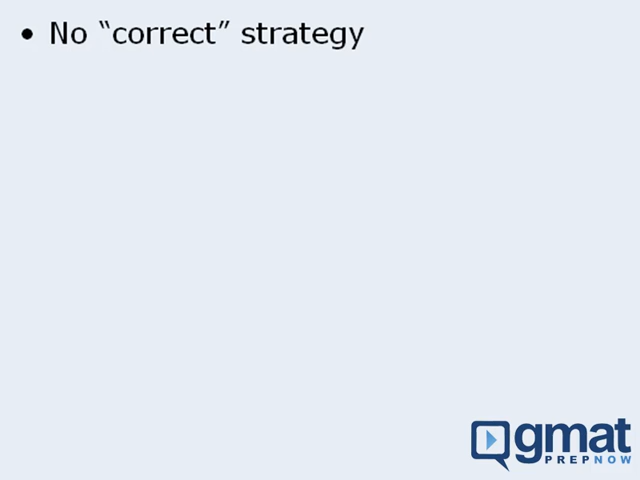 • No “correct” strategy
gmat
PREPNOW